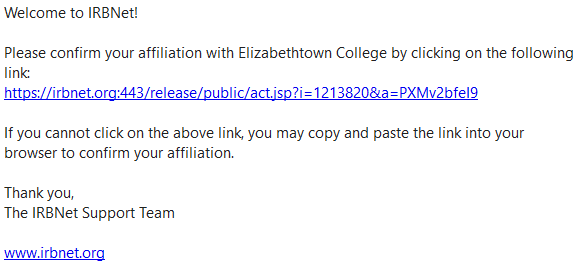 Welcome to IRBNet!
Please confirm your affiliation with Elizabethtown College by clicking on the following
link:
https://irbnet.org:443/release/public/act.jsp?i=1213820&a=PXMv2bfeI9
If you cannot click on the above link, you may copy and paste the link into your
browser to confirm your affiliation.
Thank you,
The IRBNet Support Team
www.irbnet.org